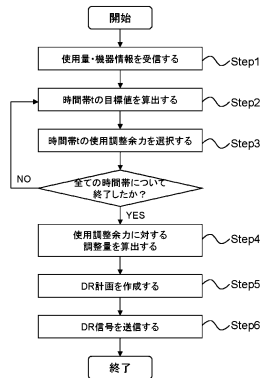 開始
使用量・機器情報を受信する
Step1
時間帯tの目標値を算出する
Step2
時間帯tの使用調整余力を選択する
Step3
NO
全ての時間帯について
終了したか？
YES
使用調整余力に対する
調整量を算出する
Step4
DR計画を作成する
Step5
DR信号を送信する
Step6
終了